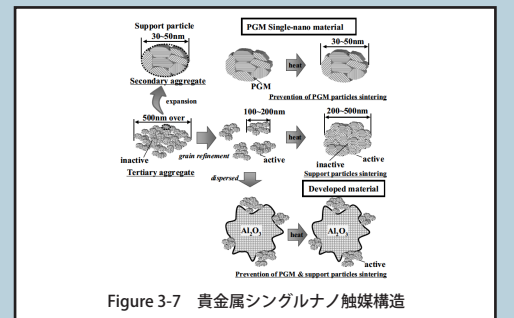 Support particle
PGM Single-nano material
30~50nm
30~50nm
heat
Secondary aggregate
PGM
Prevention of PGM particles sintering
expansion
500nm over
100~200nm
200~500nm
heat
inactive
grain refinement
active
inactive
active
Tertiary aggregate
Support particles sintering
dispersed
Developed material
Al2O3
heat
Al2O3
active
Prevention of PGM & support particles sintering
Figure 3-7 貴金属シングルナノ触媒構造